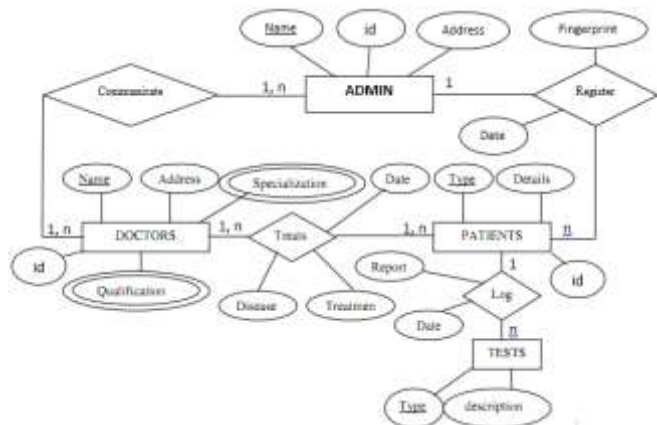 Name
id
Address
Fingerprint
Communicate
1, n
ADMIN
1
Register
Date
Name
Address
Specialization
Date
Type
Details
1, n
DOCTORS
1, n
Treats
1, n
PATIENTS
n
id
Qualification
Disease
Treatmen
Report
1
id
Log
Date
n
TESTS
Type
description